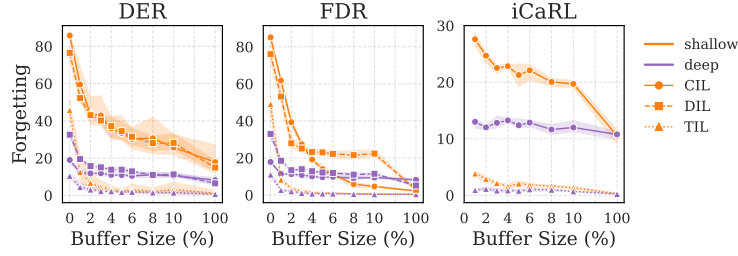 DER
FDR
iCaRL
Forgetting
80
60
40
20
0
80
60
40
20
0
30
20
10
0
0 2 4 6 8 10 100
0 2 4 6 8 10 100
0 2 4 6 8 10 100
Buffer Size (%)
Buffer Size (%)
Buffer Size (%)
shallow
deep
CIL
DIL
TIL